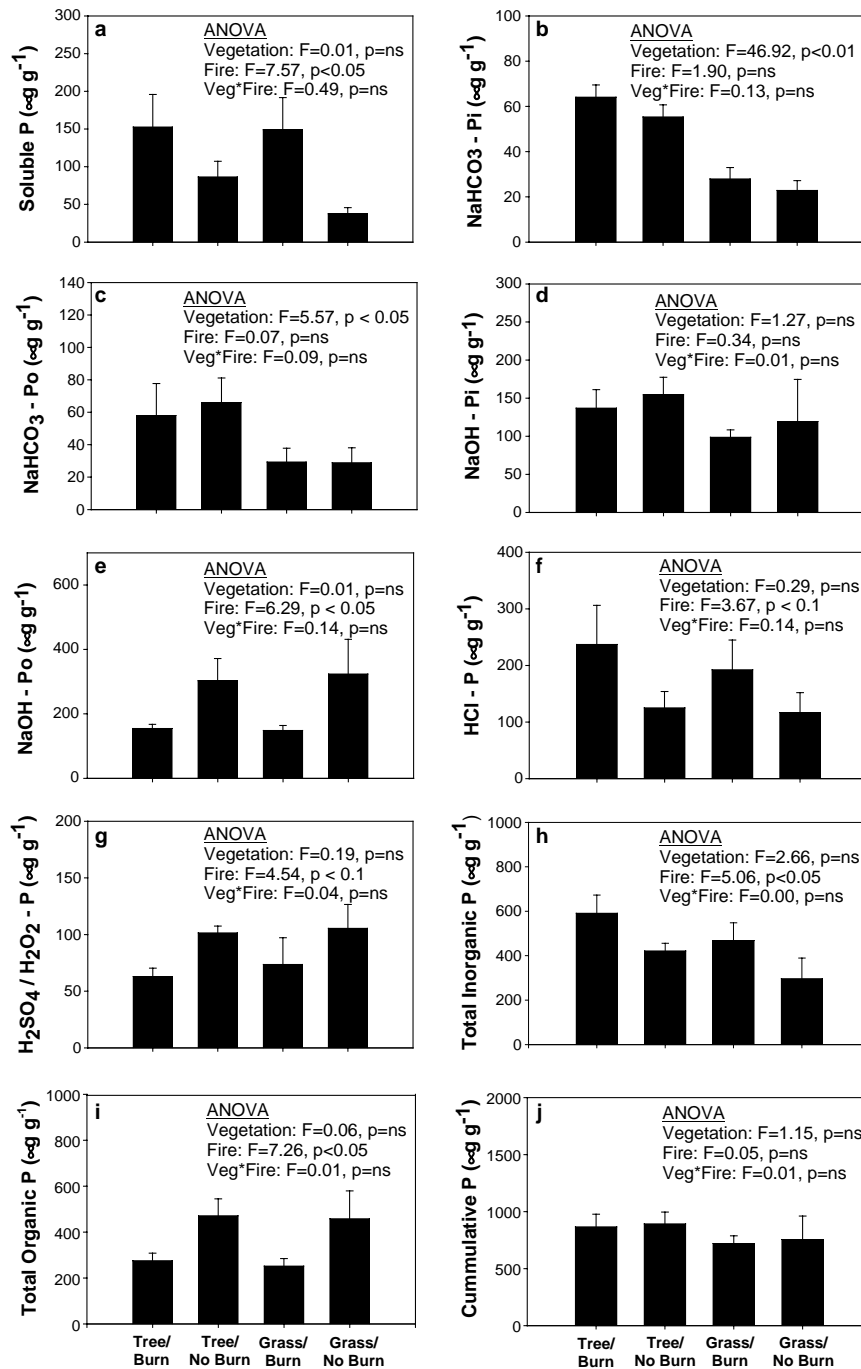 a
ANOVA
Vegetation: F=0.01, p=ns
Fire: F=7.57, p<0.05
Veg*Fire: F=0.49, p=ns
Soluble P (∝g g⁻¹)
300
250
200
150
100
50
0
b
ANOVA
Vegetation: F=46.92, p<0.01
Fire: F=1.90, p=ns
Veg*Fire: F=0.13, p=ns
NaHCO3 - Pi (∝g g⁻¹)
100
80
60
40
20
0
c
ANOVA
Vegetation: F=5.57, p < 0.05
Fire: F=0.07, p=ns
Veg*Fire: F=0.09, p=ns
NaHCO₃ - Po (∝g g⁻¹)
140
120
100
80
60
40
20
0
d
ANOVA
Vegetation: F=1.27, p=ns
Fire: F=0.34, p=ns
Veg*Fire: F=0.01, p=ns
NaOH - Pi (∝g g⁻¹)
300
250
200
150
100
50
0
e
ANOVA
Vegetation: F=0.01, p=ns
Fire: F=6.29, p < 0.05
Veg*Fire: F=0.14, p=ns
NaOH - Po (∝g g⁻¹)
600
400
200
0
f
ANOVA
Vegetation: F=0.29, p=ns
Fire: F=3.67, p < 0.1
Veg*Fire: F=0.14, p=ns
HCl - P (∝g g⁻¹)
400
300
200
100
0
g
ANOVA
Vegetation: F=0.19, p=ns
Fire: F=4.54, p < 0.1
Veg*Fire: F=0.04, p=ns
H₂SO₄ / H₂O₂ - P (∝g g⁻¹)
200
150
100
50
0
h
ANOVA
Vegetation: F=2.66, p=ns
Fire: F=5.06, p<0.05
Veg*Fire: F=0.00, p=ns
Total Inorganic P (∝g g⁻¹)
1000
800
600
400
200
0
i
ANOVA
Vegetation: F=0.06, p=ns
Fire: F=7.26, p<0.05
Veg*Fire: F=0.01, p=ns
Total Organic P (∝g g⁻¹)
1000
800
600
400
200
0
Tree/ Tree/ Grass/ Grass/
Burn No Burn Burn No Burn
j
ANOVA
Vegetation: F=1.15, p=ns
Fire: F=0.05, p=ns
Veg*Fire: F=0.01, p=ns
Cummulative P (∝g g⁻¹)
2000
1500
1000
500
0
Tree/ Tree/ Grass/ Grass/
Burn No Burn Burn No Burn